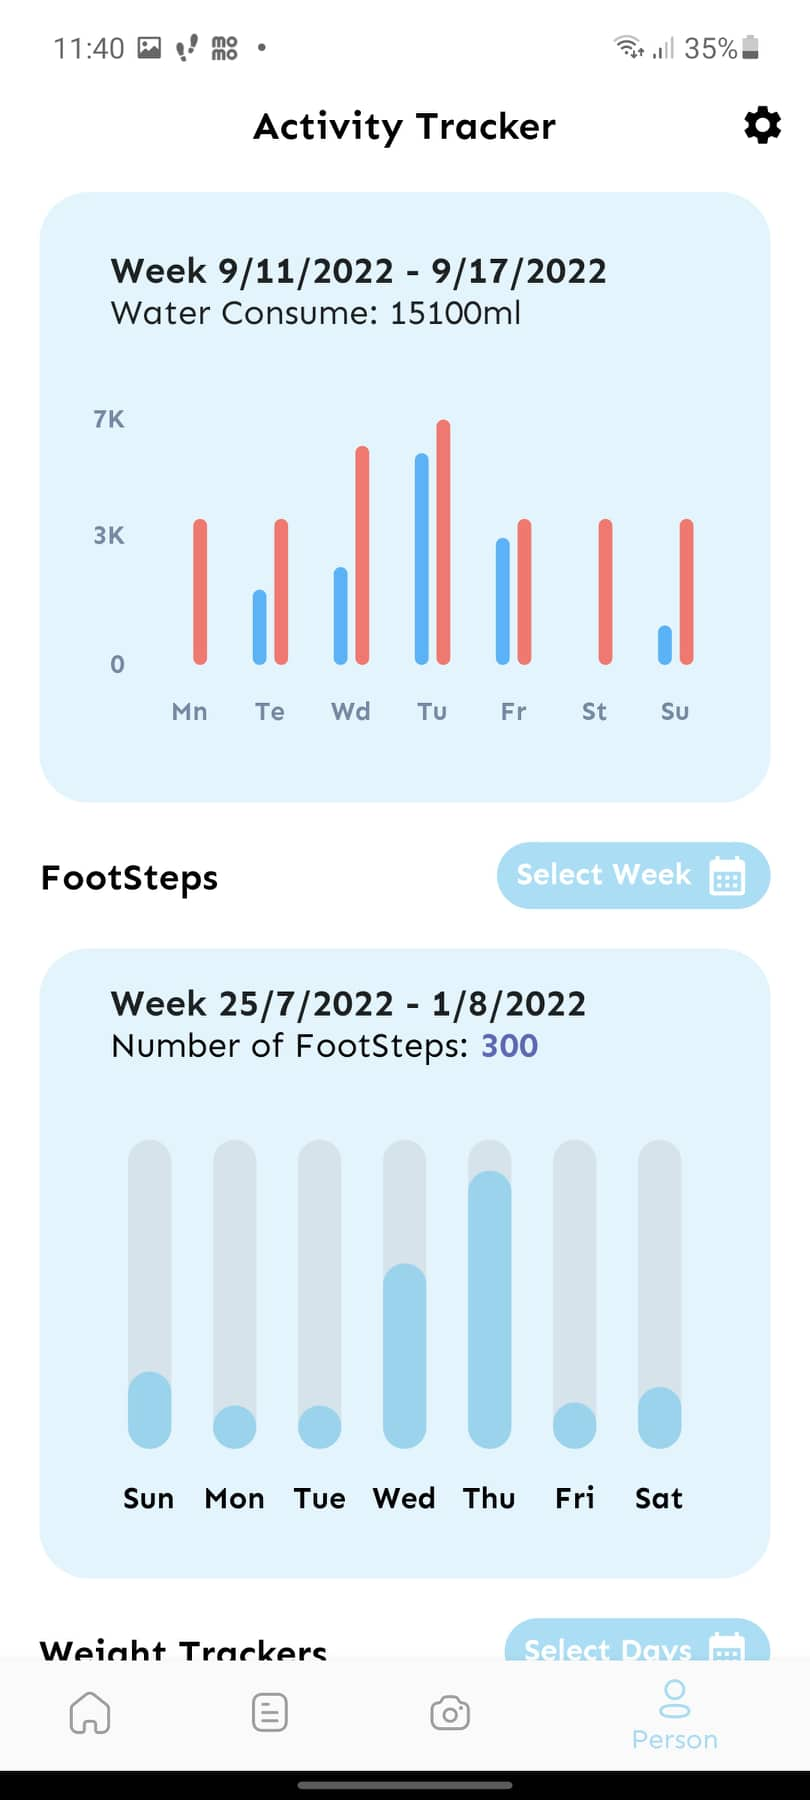 11:40
momo
35%
Activity Tracker
Week 9/11/2022 - 9/17/2022
Water Consume: 15100ml
7K
3K
0
Mn Te Wd Tu Fr St Su
FootSteps
Select Week
Week 25/7/2022 - 1/8/2022
Number of FootSteps: 300
Sun Mon Tue Wed Thu Fri Sat
Weight Trackers
Select Days
Person